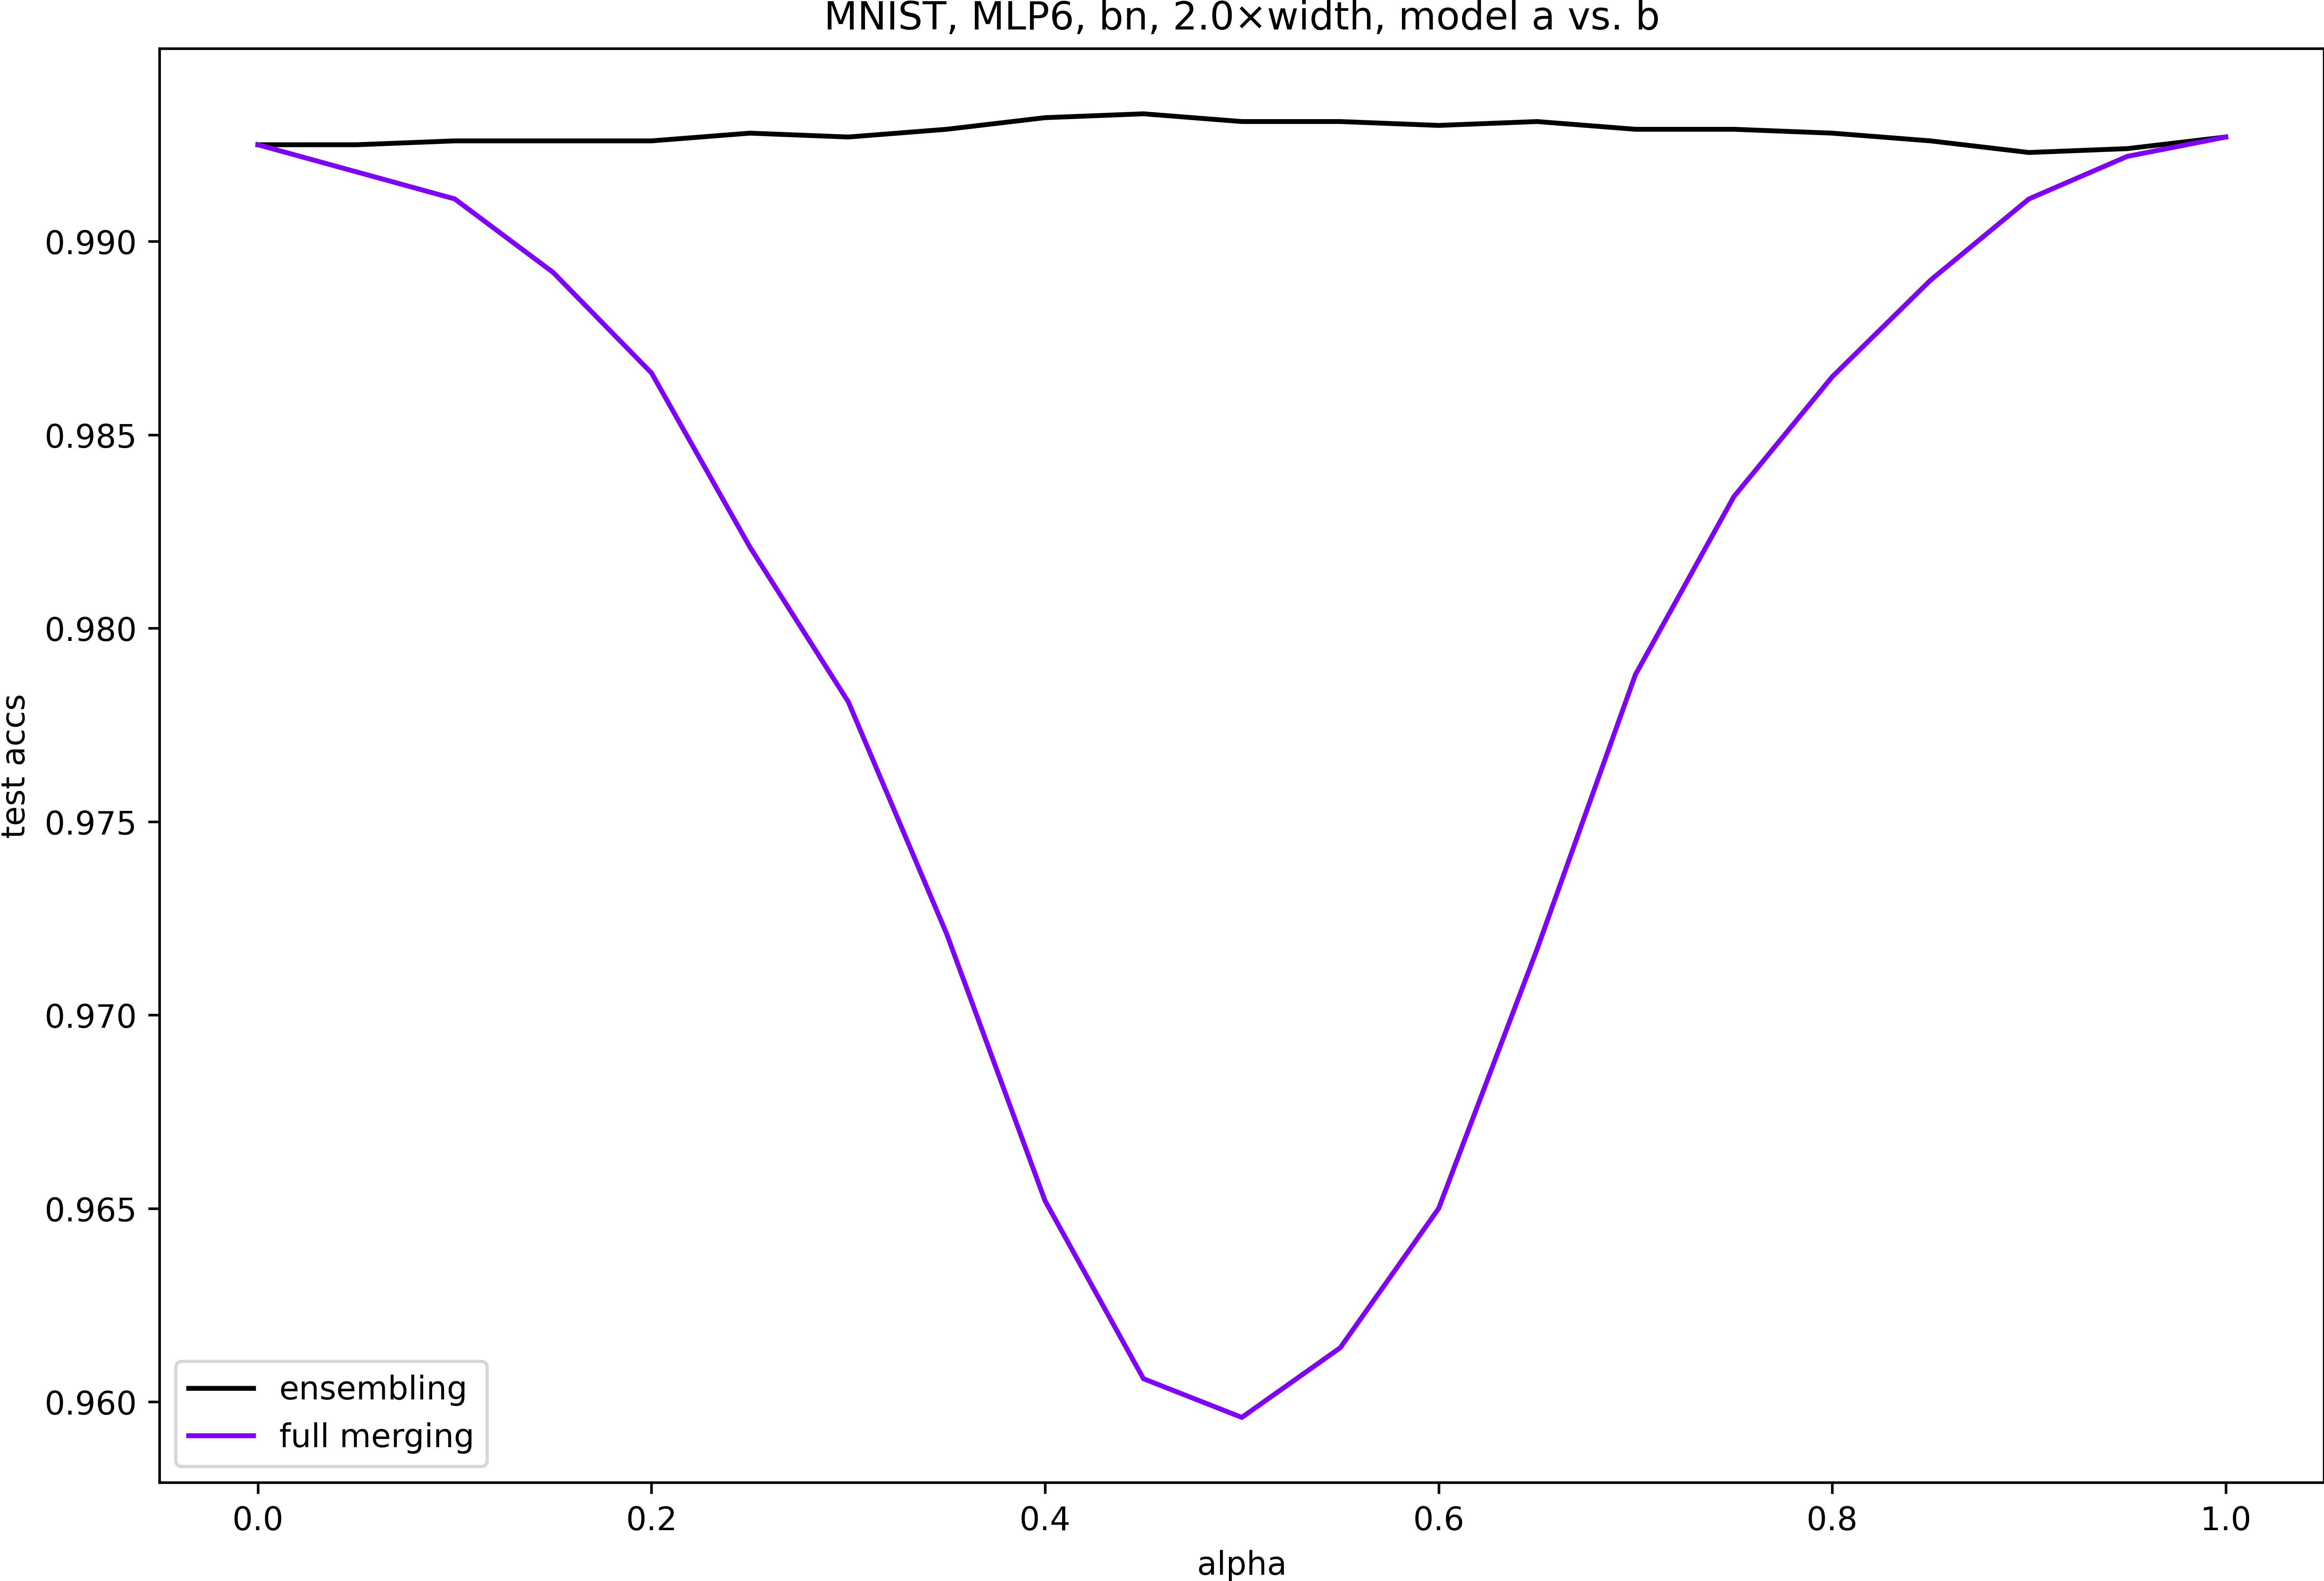 MNIST, MLP6, bn, 2.0×width, model a vs. b
test accs
0.990
0.985
0.980
0.975
0.970
0.965
0.960
ensembling
full merging
0.0 0.2 0.4 0.6 0.8 1.0
alpha